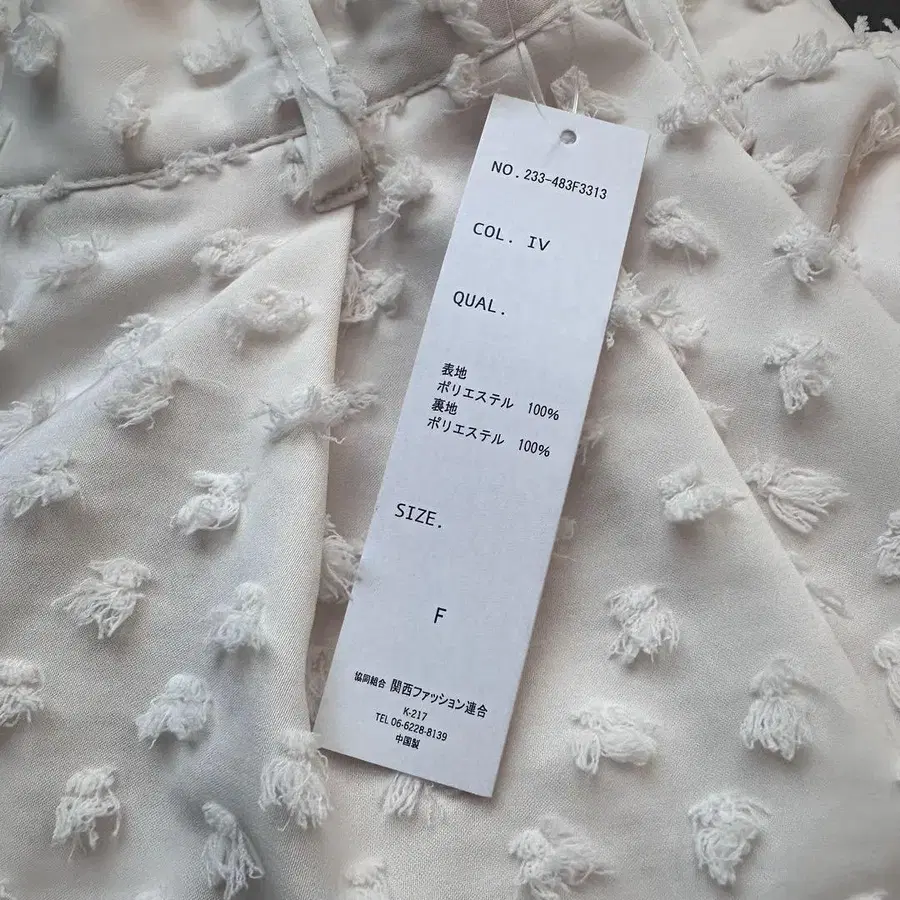 NO. 233-483F3313
COL. IV
QUAL.
表地
ポリエステル 100%
裏地
ポリエステル 100%
SIZE.
F
協同組合 関西ファッション連合
K-217
TEL 06-6228-8139
中国製